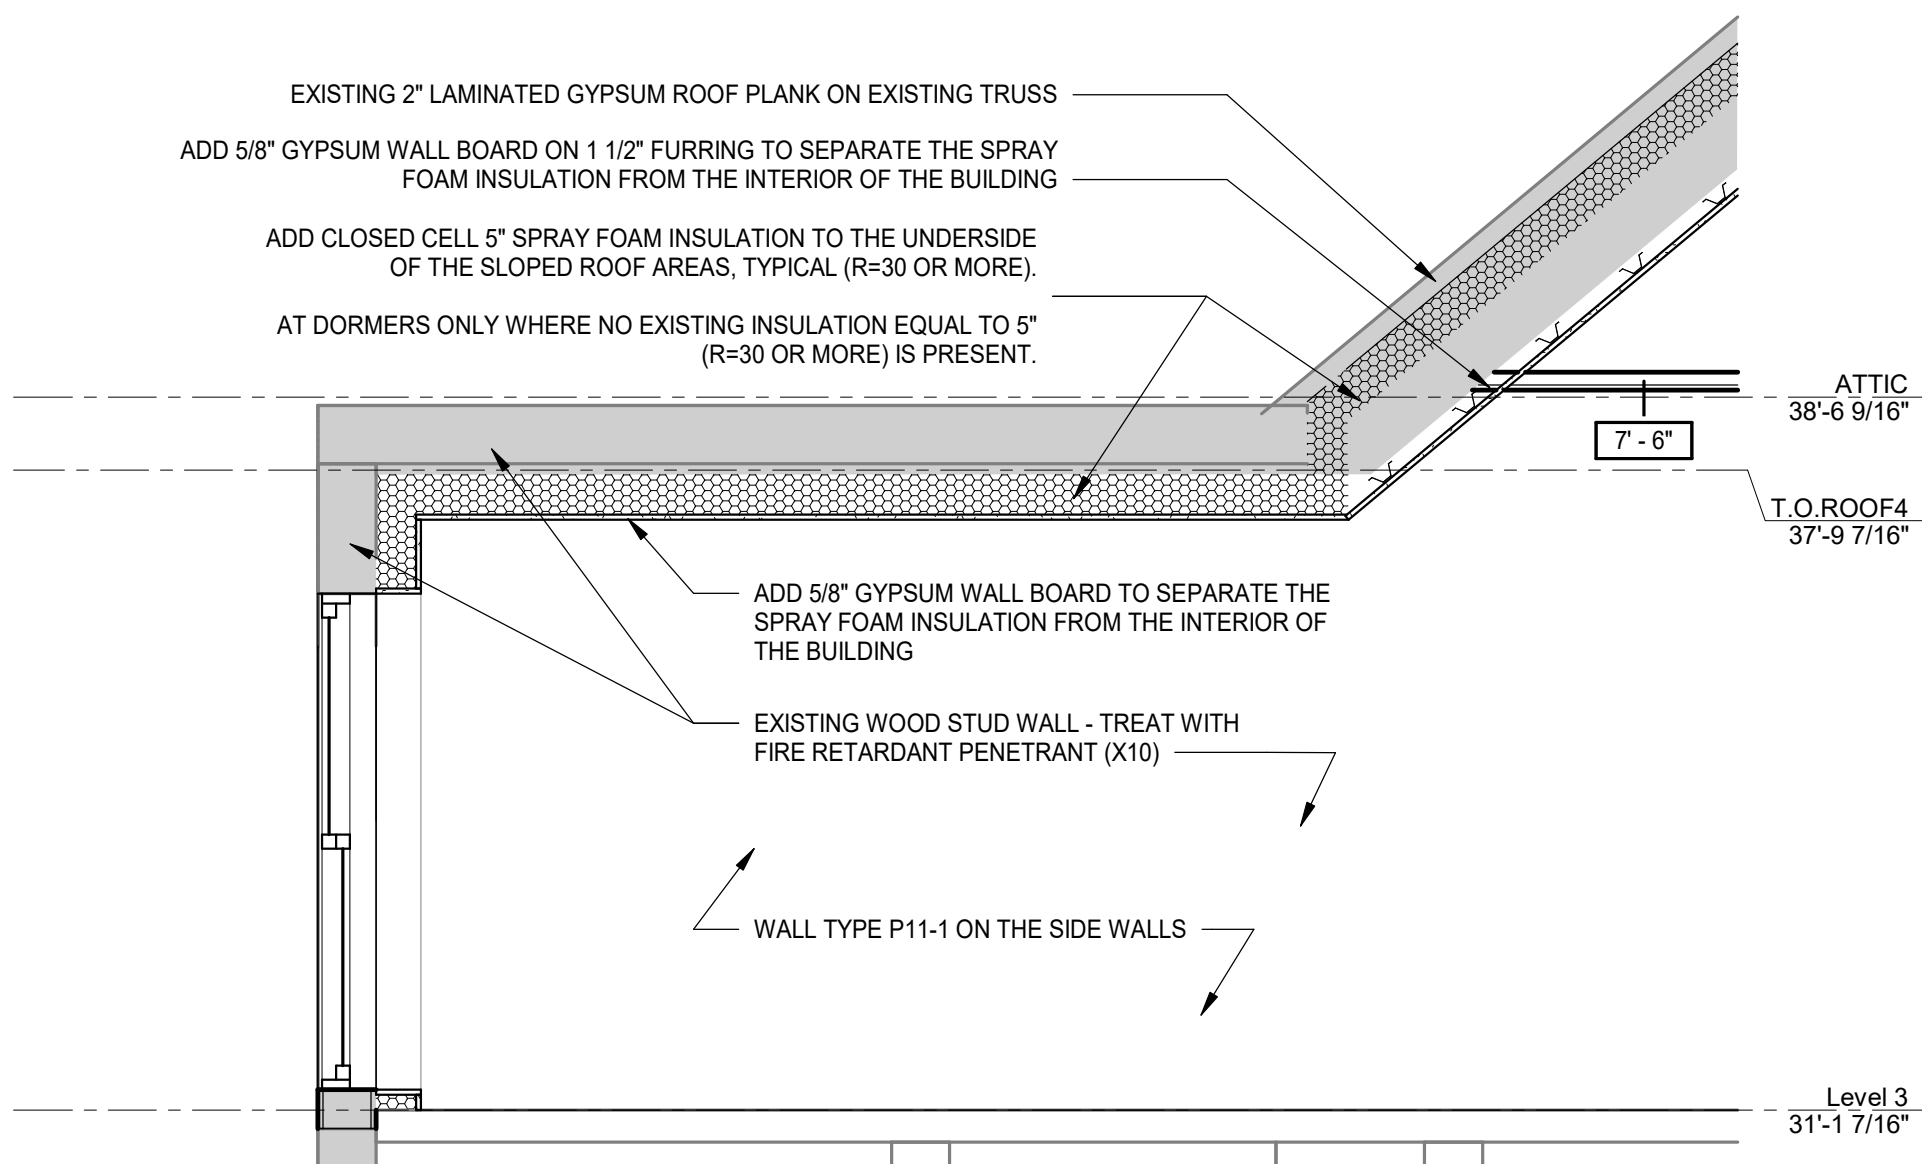 EXISTING 2" LAMINATED GYPSUM ROOF PLANK ON EXISTING TRUSS
ADD 5/8" GYPSUM WALL BOARD ON 1 1/2" FURRING TO SEPARATE THE SPRAY
FOAM INSULATION FROM THE INTERIOR OF THE BUILDING
ADD CLOSED CELL 5" SPRAY FOAM INSULATION TO THE UNDERSIDE
OF THE SLOPED ROOF AREAS, TYPICAL (R=30 OR MORE).
AT DORMERS ONLY WHERE NO EXISTING INSULATION EQUAL TO 5"
(R=30 OR MORE) IS PRESENT.
ATTIC
38'-6 9/16"
7' - 6"
T.O.ROOF4
37'-9 7/16"
ADD 5/8" GYPSUM WALL BOARD TO SEPARATE THE
SPRAY FOAM INSULATION FROM THE INTERIOR OF
THE BUILDING
EXISTING WOOD STUD WALL - TREAT WITH
FIRE RETARDANT PENETRANT (X10)
WALL TYPE P11-1 ON THE SIDE WALLS
Level 3
31'-1 7/16"